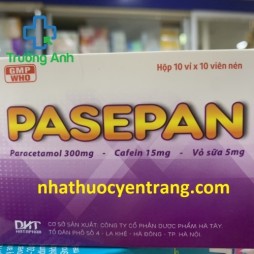 Trường Anh
GMP
WHO
Hộp 10 vỉ x 10 viên nén
PASEPAN
Paracetamol 300mg - Cafein 15mg - Vỏ sữa 5mg
nhathuocyentrang.com
DHT
HATAPHAR
CƠ SỞ SẢN XUẤT: CÔNG TY CỔ PHẦN DƯỢC PHẨM HÀ TÂY
TỔ DÂN PHỐ SỐ 4 - LA KHÊ - HÀ ĐÔNG - TP. HÀ NỘI